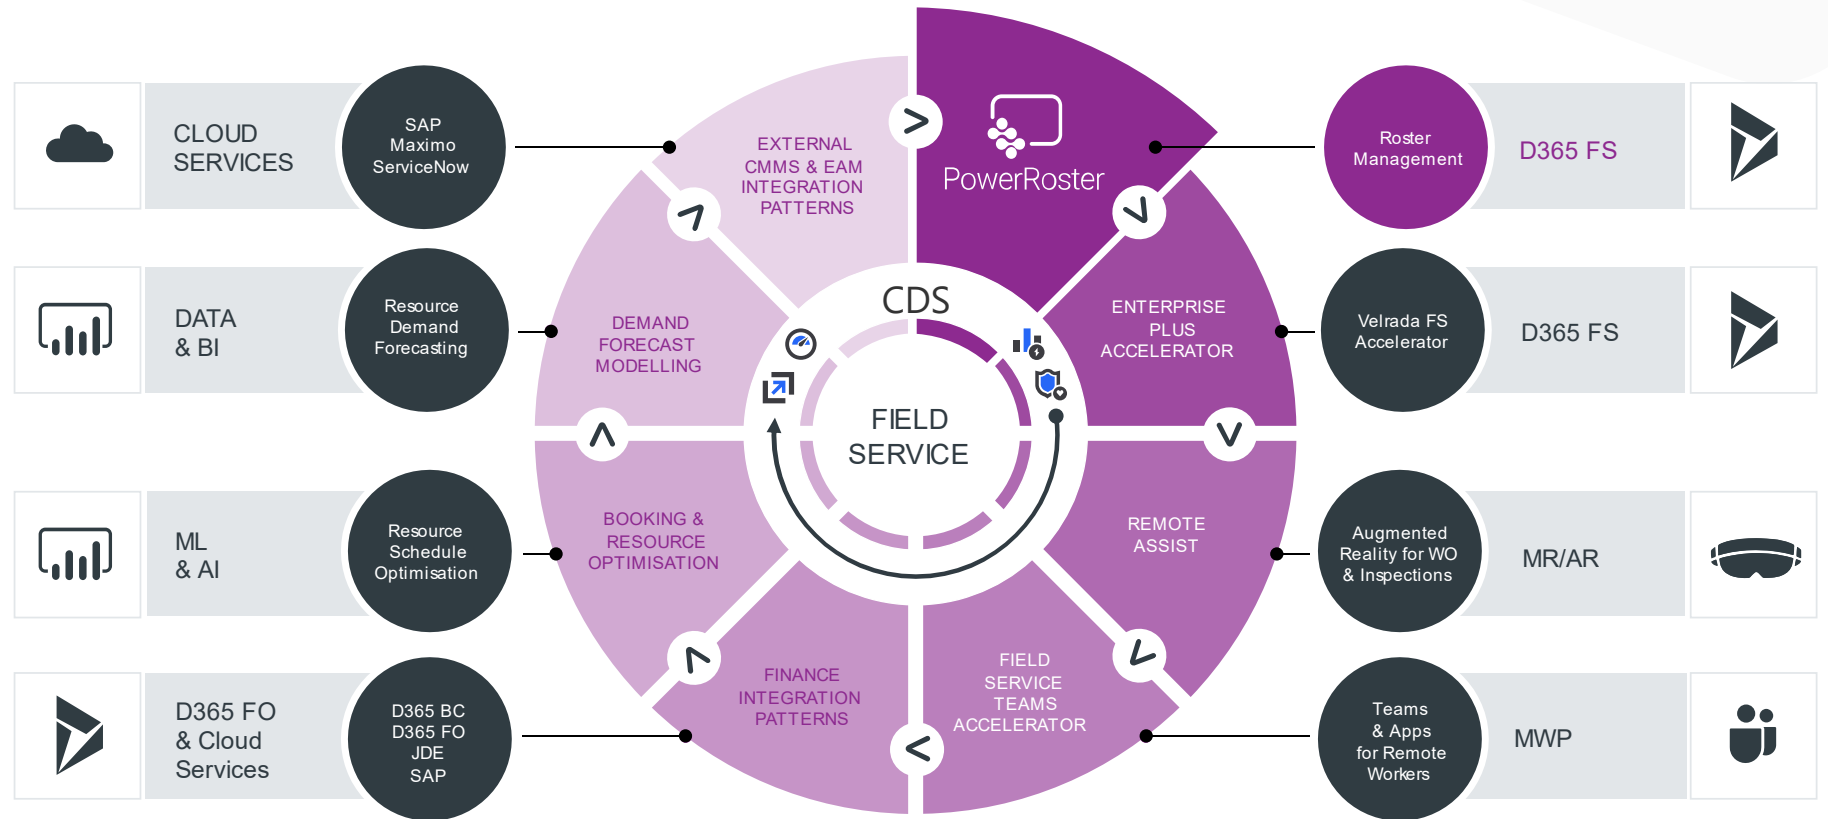 CLOUD
SERVICES
SAP
Maximo
ServiceNow
EXTERNAL
CMMS & EAM
INTEGRATION
PATTERNS
PowerRoster
Roster
Management
D365 FS
DATA
& BI
Resource
Demand
Forecasting
DEMAND
FORECAST
MODELLING
CDS
ENTERPRISE
PLUS
ACCELERATOR
Velrada FS
Accelerator
D365 FS
FIELD
SERVICE
ML
& AI
Resource
Schedule
Optimisation
BOOKING &
RESOURCE
OPTIMISATION
REMOTE
ASSIST
Augmented
Reality for WO
& Inspections
MR/AR
D365 FO
& Cloud
Services
D365 BC
D365 FO
JDE
SAP
FINANCE
INTEGRATION
PATTERNS
FIELD
SERVICE
TEAMS
ACCELERATOR
Teams
& Apps
for Remote
Workers
MWP